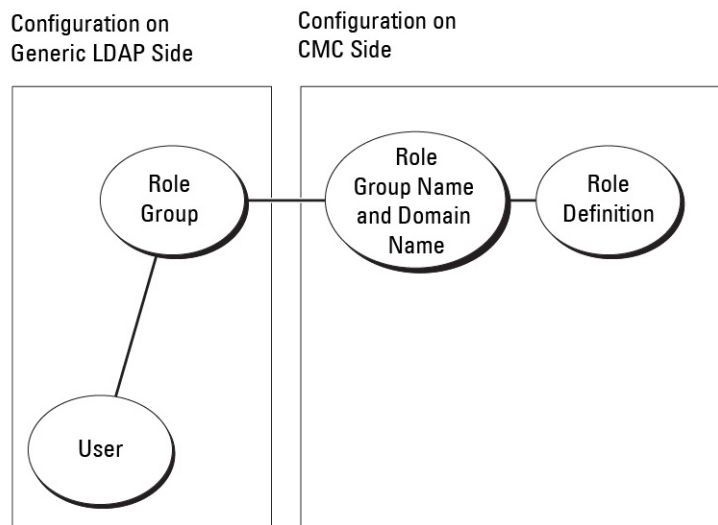 Configuration on
Generic LDAP Side
Configuration on
CMC Side
Role
Group
Role
Group Name
and Domain
Name
Role
Definition
User